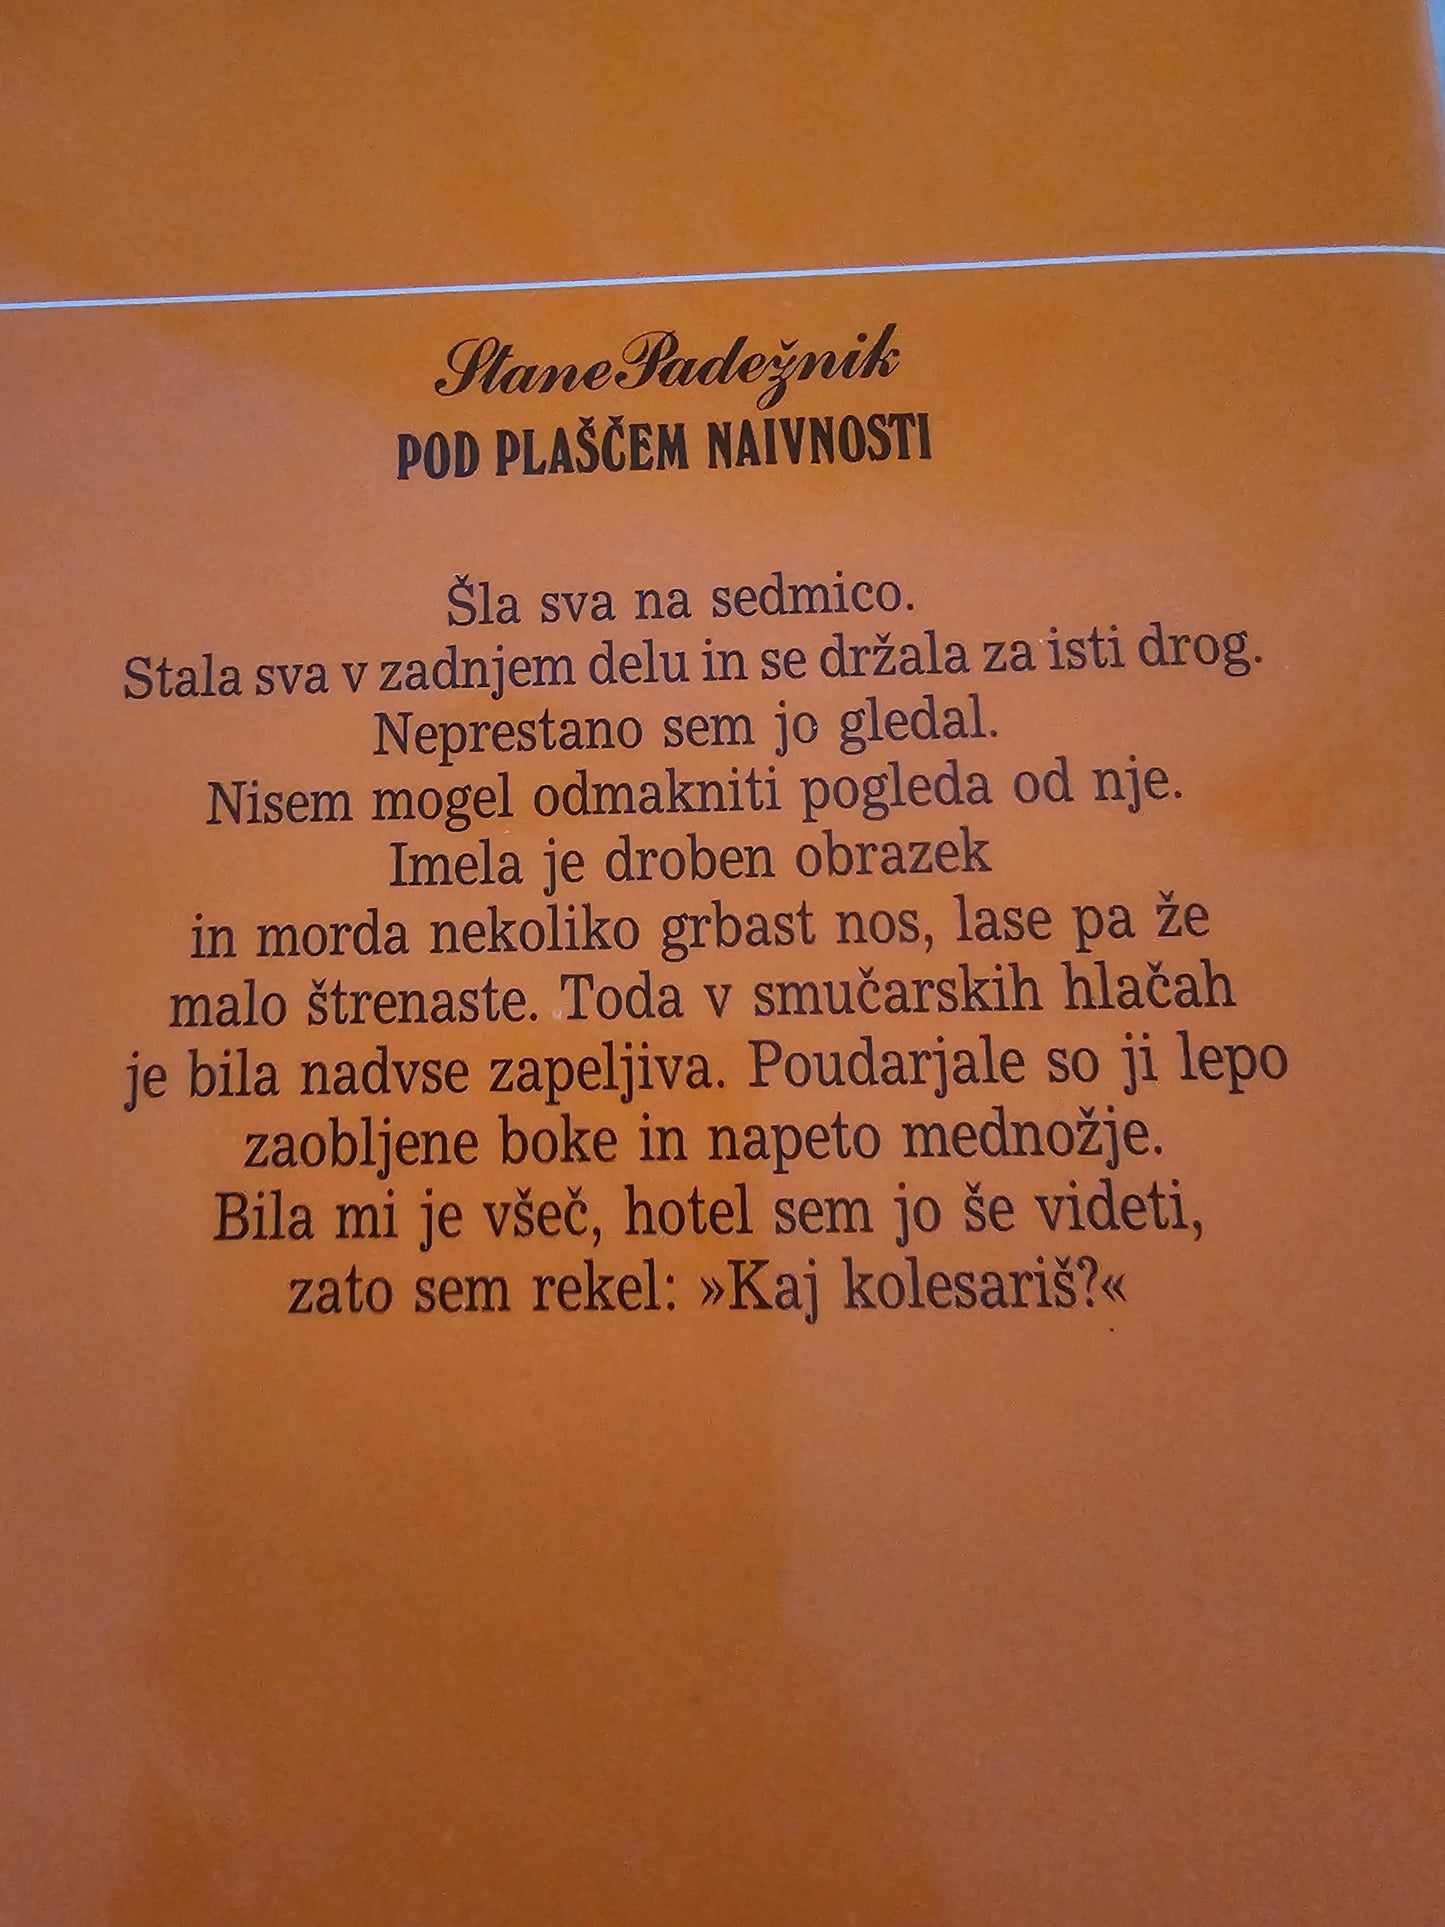 Stane Padežnik
POD PLAŠČEM NAIVNOSTI
Šla sva na sedmico.
Stala sva v zadnjem delu in se držala za isti drog.
Neprestano sem jo gledal.
Nisem mogel odmakniti pogleda od nje.
Imela je droben obrazek
in morda nekoliko grbast nos, lase pa že
malo štrenaste. Toda v smučarskih hlačah
je bila nadvse zapeljiva. Poudarjale so ji lepo
zaobljene boke in napeto mednožje.
Bila mi je všeč, hotel sem jo še videti,
zato sem rekel: »Kaj kolesariš?«